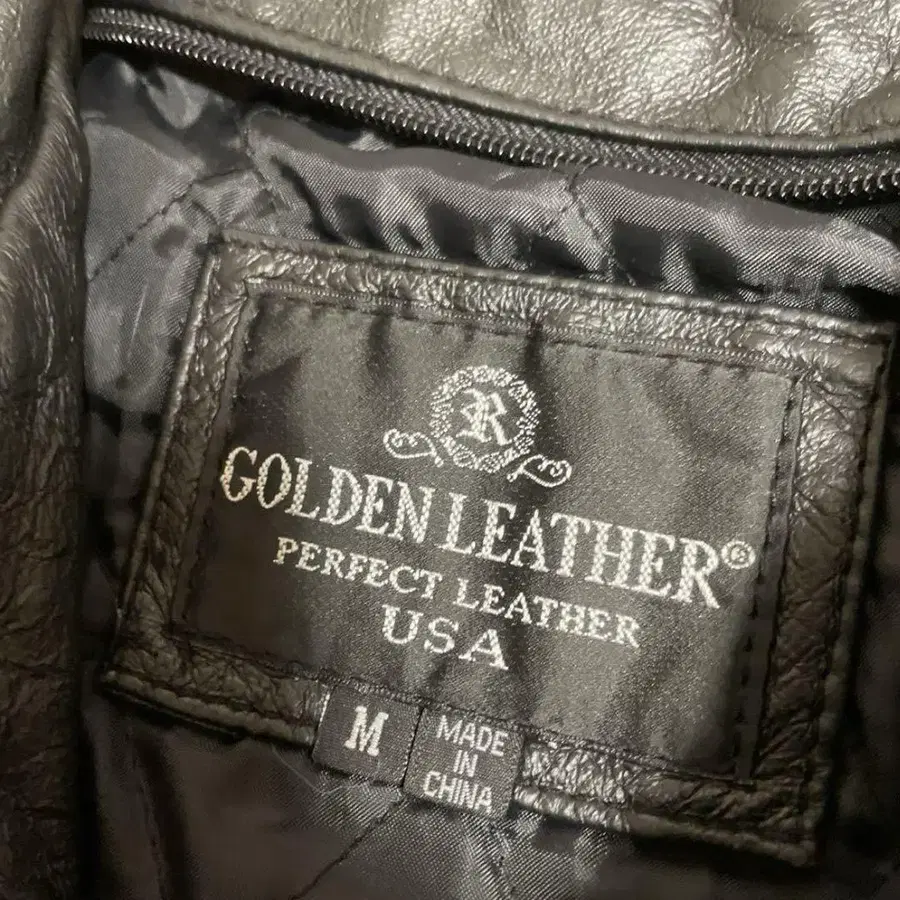 R
GOLDEN LEATHER®
PERFECT LEATHER
USA
M
MADE
IN
CHINA